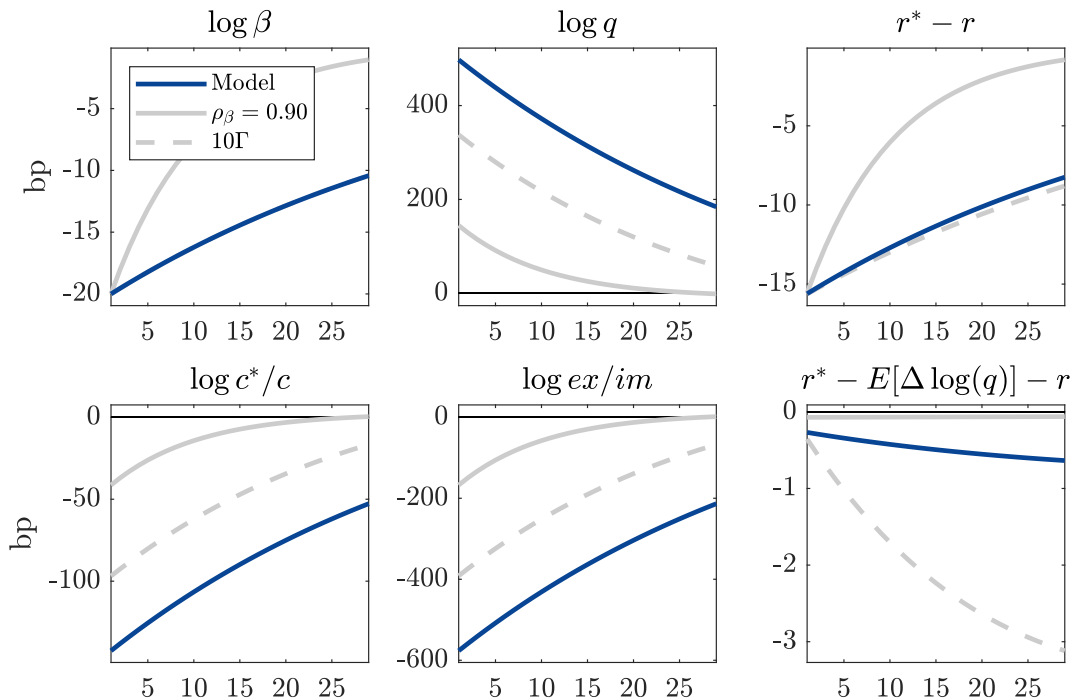 log β
log q
r* − r
bp
-5
-10
-15
-20
Model
ρβ = 0.90
10Γ
5 10 15 20 25
400
200
0
5 10 15 20 25
-5
-10
-15
5 10 15 20 25
log c*/c
log ex/im
r* − E[Δ log(q)] − r
bp
0
-50
-100
5 10 15 20 25
0
-200
-400
-600
5 10 15 20 25
0
-1
-2
-3
5 10 15 20 25